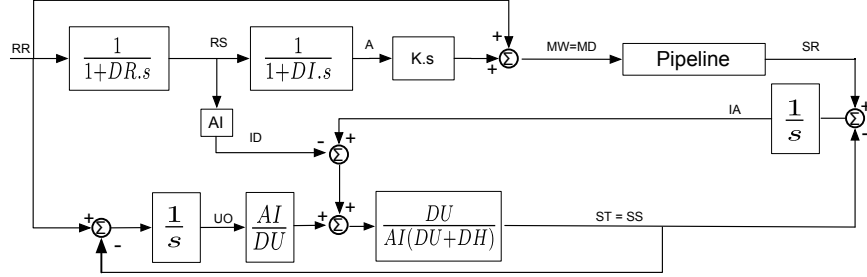 RR
1
1+DR.s
RS
1
1+DI.s
A
K.s
+
+
Σ
MW=MD
Pipeline
SR
+
Σ
-
AI
ID
-
+
Σ
IA
1
s
+
Σ
-
1
s
UO
AI
DU
+
+
Σ
DU
AI(DU+DH)
ST = SS